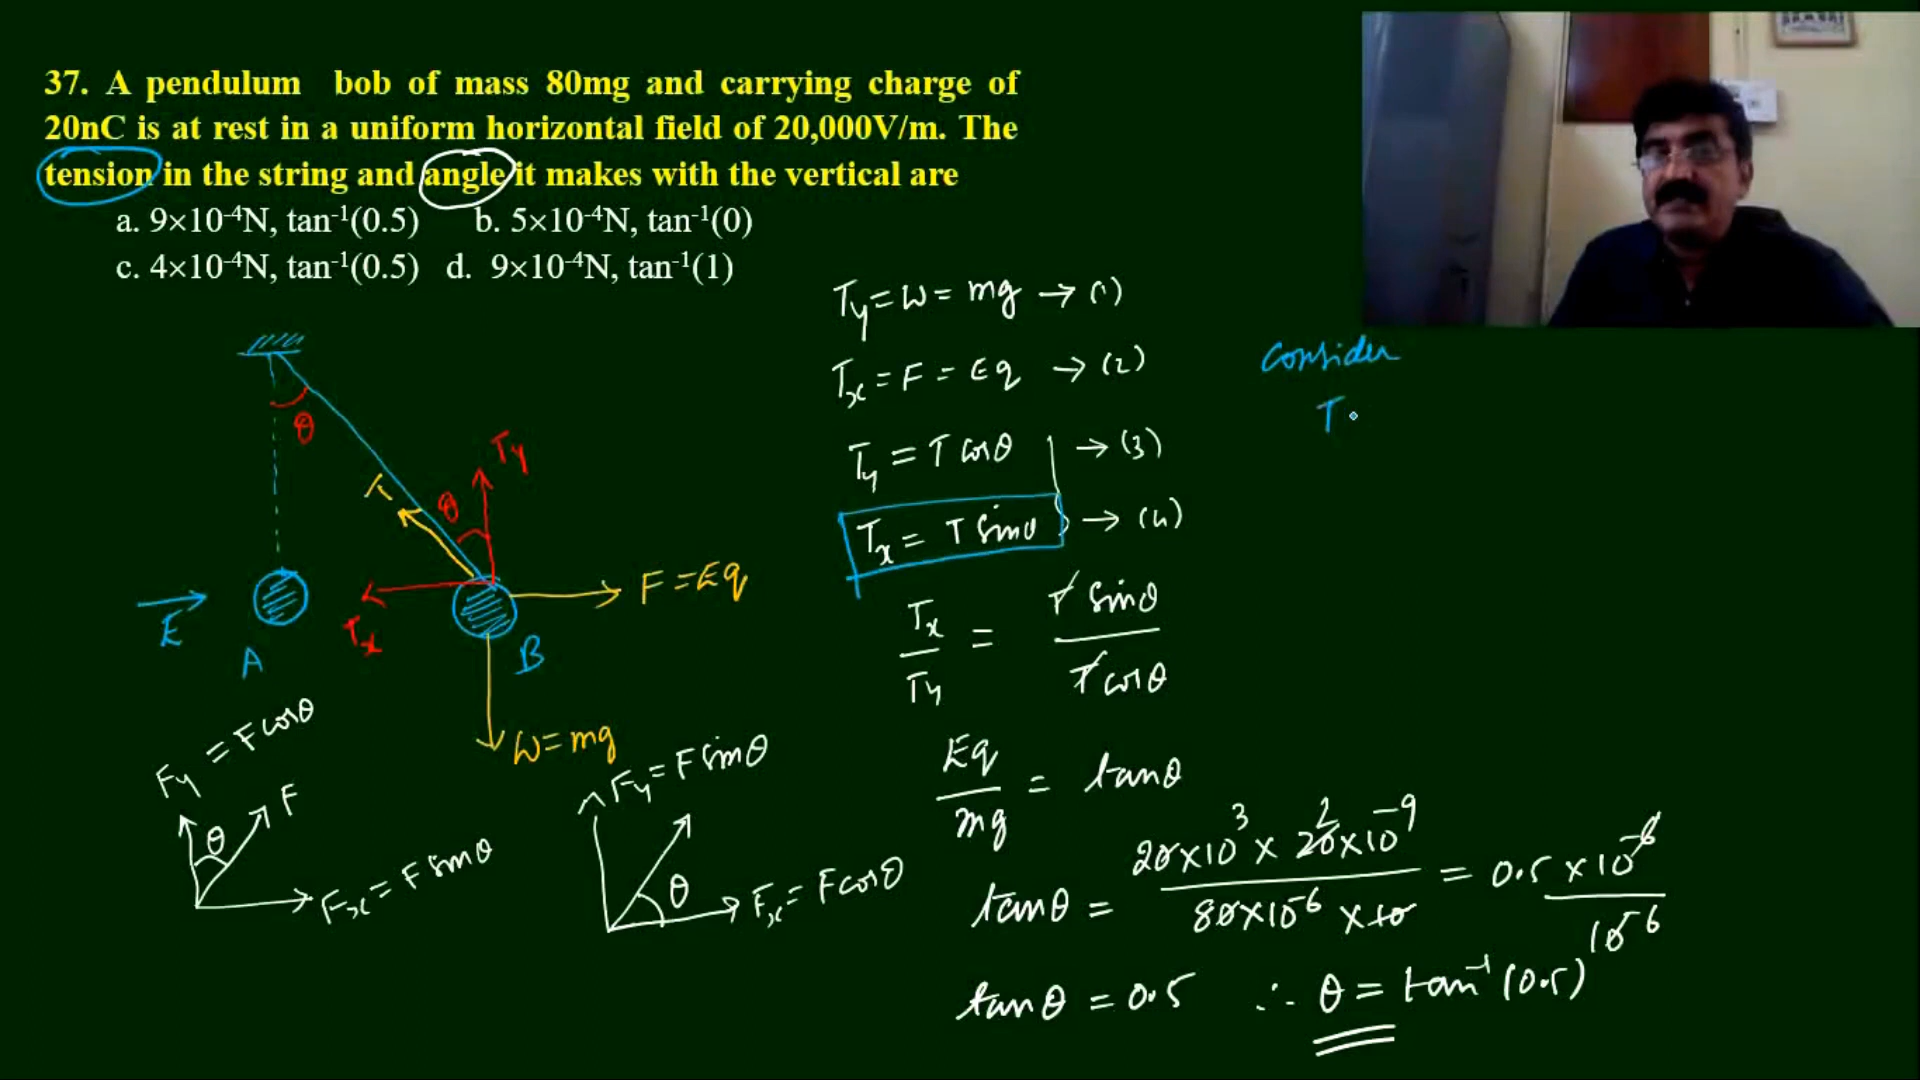 37. A pendulum bob of mass 80mg and carrying charge of
20nC is at rest in a uniform horizontal field of 20,000V/m. The
tension in the string and angle it makes with the vertical are
a. 9×10⁻⁴N, tan⁻¹(0.5) b. 5×10⁻⁴N, tan⁻¹(0)
c. 4×10⁻⁴N, tan⁻¹(0.5) d. 9×10⁻⁴N, tan⁻¹(1)
Ty = W = mg → (1)
Tx = F = Eq → (2)
Ty = T cosθ → (3)
Tx = T sinθ → (4)
Tx/Ty = T sinθ / T cosθ
Eq/mg = tanθ
tanθ = 20×10³ × 20×10⁻⁹ / 80×10⁻⁶ ×10 = 0.5 ×10⁻⁶ / 10⁻⁶
2
tanθ = 0.5 ∴ θ = tan⁻¹(0.5)
Consider
T
θ
T
θ
Ty
Tx
F = Eq
E
A
B
W = mg
Fy = F cosθ
F
θ
Fx = F sinθ
Fy = F sinθ
θ
Fx = F cosθ